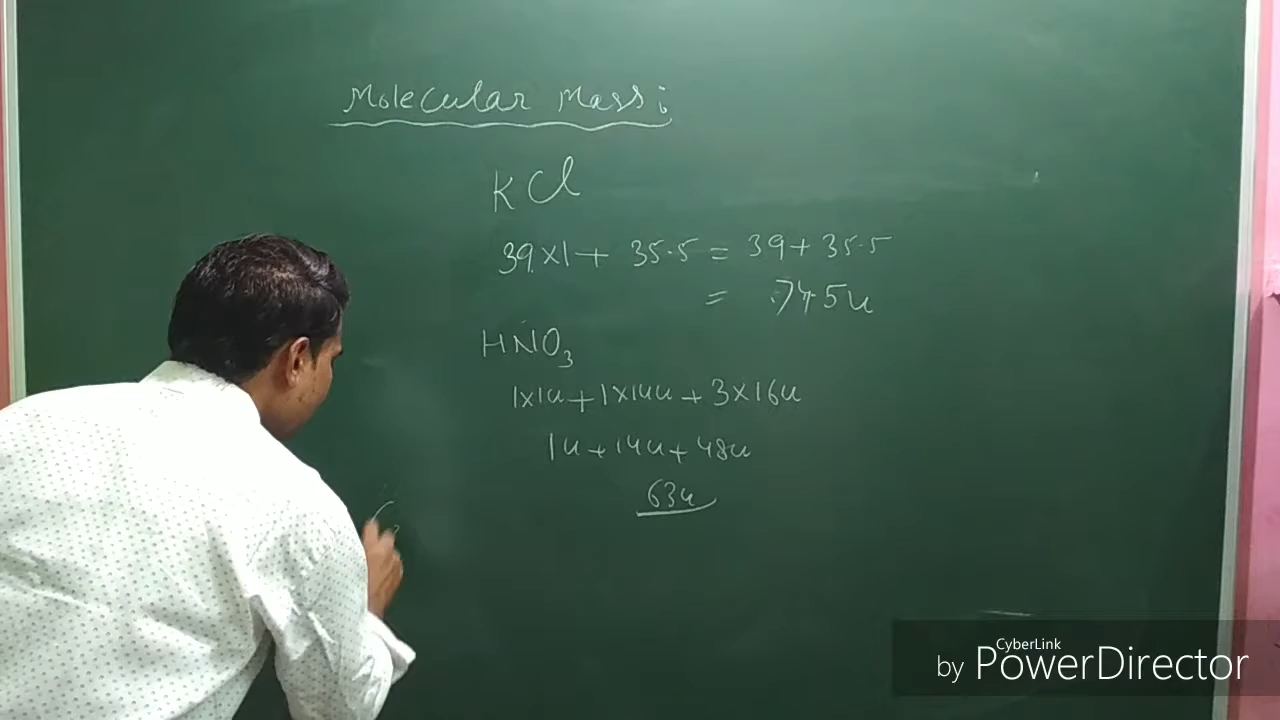 Molecular Mass:
KCl
39×1+ 35.5 = 39+35.5
= 74.5u
HNO₃
1×1u+1×14u+3×16u
1u+14u+48u
63u
CyberLink
by PowerDirector